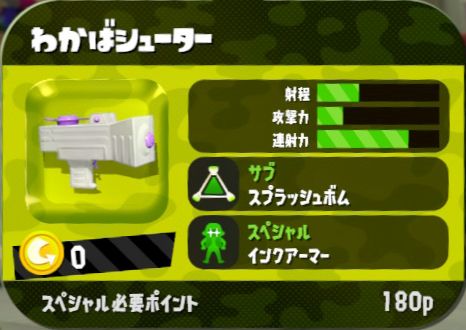 わかばシューター
射程
攻撃力
連射力
サブ
スプラッシュボム
スペシャル
インクアーマー
0
スペシャル必要ポイント 180p